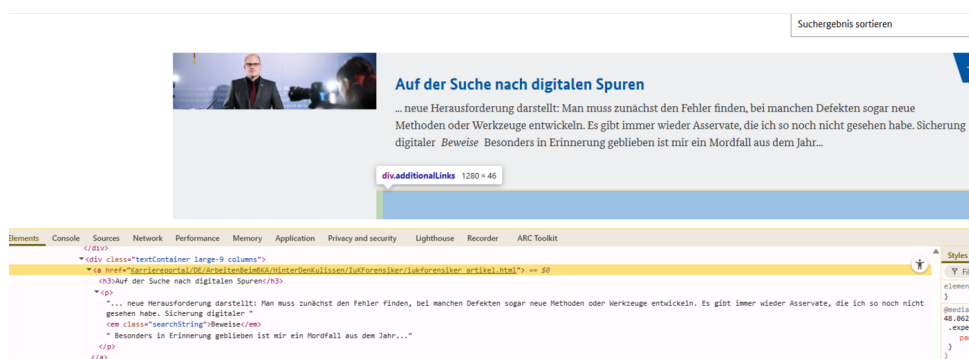 Suchergebnis sortieren
Auf der Suche nach digitalen Spuren
... neue Herausforderung darstellt: Man muss zunächst den Fehler finden, bei manchen Defekten sogar neue
Methoden oder Werkzeuge entwickeln. Es gibt immer wieder Asservate, die ich so noch nicht gesehen habe. Sicherung
digitaler Beweise Besonders in Erinnerung geblieben ist mir ein Mordfall aus dem Jahr...
div.additionalLinks 1280 × 46
Elements Console Sources Network Performance Memory Application Privacy and security Lighthouse Recorder ARC Toolkit
</div>
Styles
▼<div class="textContainer large-9 columns">
▼<a href="Karriereportal/DE/ArbeitenBeimBKA/HinterDenKulissen/IuKForensiker/iukforensiker_artikel.html"> == $0
<h3>Auf der Suche nach digitalen Spuren</h3>
▼<p>
"... neue Herausforderung darstellt: Man muss zunächst den Fehler finden, bei manchen Defekten sogar neue Methoden oder Werkzeuge entwickeln. Es gibt immer wieder Asservate, die ich so noch nicht
gesehen habe. Sicherung digitaler "
<em class="searchString">Beweise</em>
" Besonders in Erinnerung geblieben ist mir ein Mordfall aus dem Jahr..."
</p>
</a>
elemen
}
@media
48.062
.expe
pa
}
}